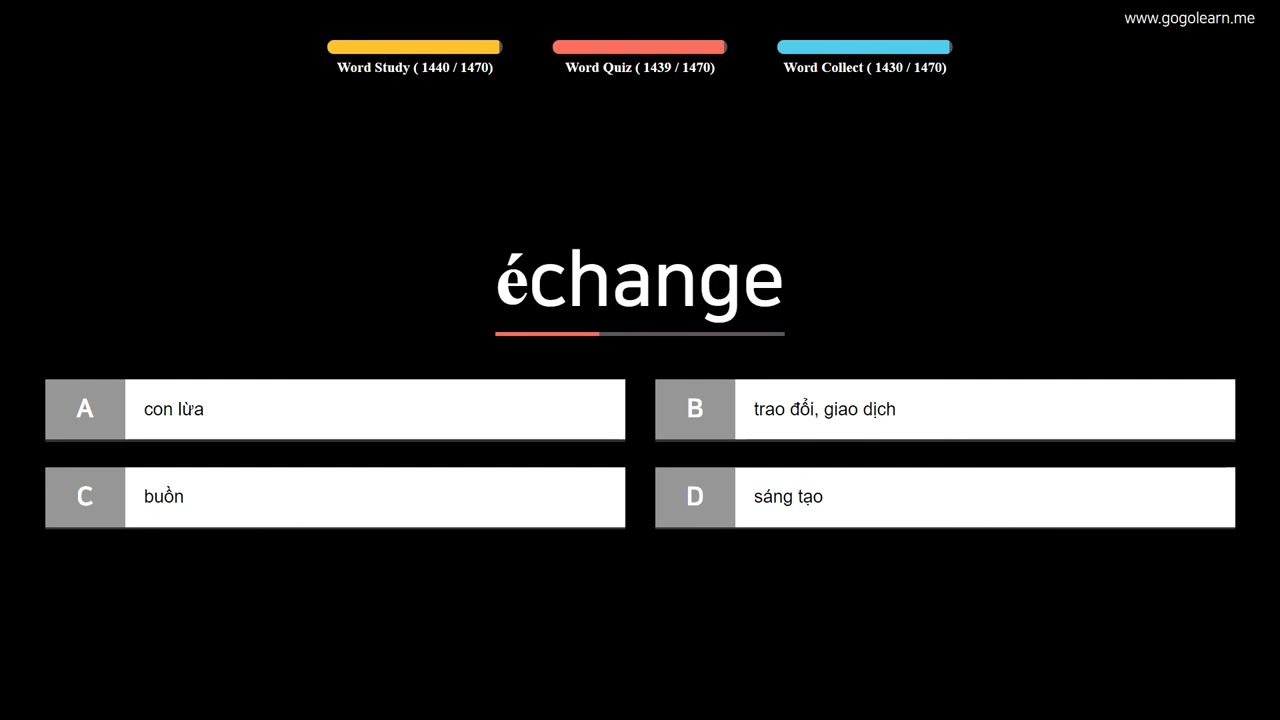 www.gogolearn.me
Word Study ( 1440 / 1470)
Word Quiz ( 1439 / 1470)
Word Collect ( 1430 / 1470)
échange
A con lừa
B trao đổi, giao dịch
C buồn
D sáng tạo